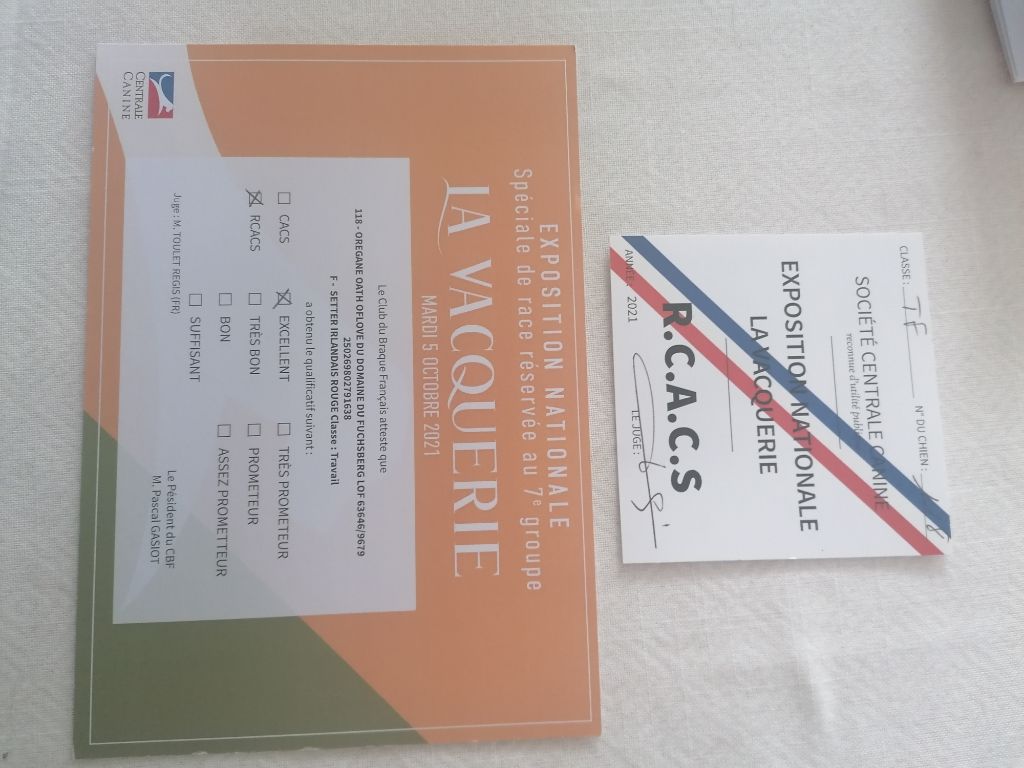 CLASSE : TF N° DU CHIEN : 118
SOCIÉTÉ CENTRALE CANINE
reconnue d'utilité publique
EXPOSITION NATIONALE
LA VACQUERIE
R.C.A.C.S
ANNÉE : 2021 LE JUGE :
EXPOSITION NATIONALE
Spéciale de race réservée au 7e groupe
LA VACQUERIE
MARDI 5 OCTOBRE 2021
Le Club du Braque Français atteste que
118 - OREGANE OATH OFLOVE DU DOMAINE DU FUCHSBERG LOF 63646/9679
250269802791638
F - SETTER IRLANDAIS ROUGE Classe : Travail
a obtenu le qualificatif suivant :
☐ CACS ☒ EXCELLENT ☐ TRÈS PROMETEUR
☒ RCACS ☐ TRÈS BON ☐ PROMETEUR
☐ BON ☐ ASSEZ PROMETTEUR
☐ SUFFISANT
Juge : M. TOULET REGIS (FR)
Le Pésident du CBF
M. Pascal GASIOT
CENTRALE
CANINE